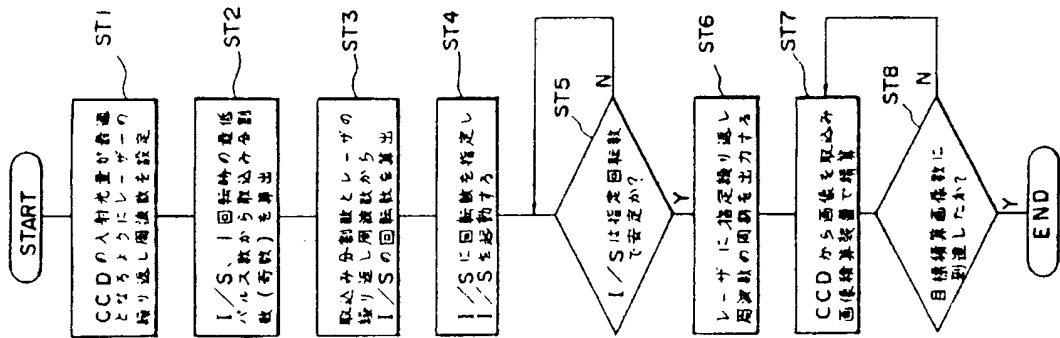 START
ST1
CCDの入射光量が最適
となるようにレーザーの
繰り返し周波数を設定
ST2
I/S、1回転時の最低
パルス数から取込み分割
数(奇数)を算出
ST3
取込み分割数とレーザの
繰り返し周波数から
I/Sの回転数を算出
ST4
I/Sに回転数を指定し
I/Sを起動する
ST5
I/Sは指定回転数
で安定か?
N
Y
ST6
レーザに指定繰り返し
周波数の周期を出力する
ST7
CCDから画像を取込み
画像積算装置で積算
ST8
目標積算画像数に
到達したか?
N
Y
END